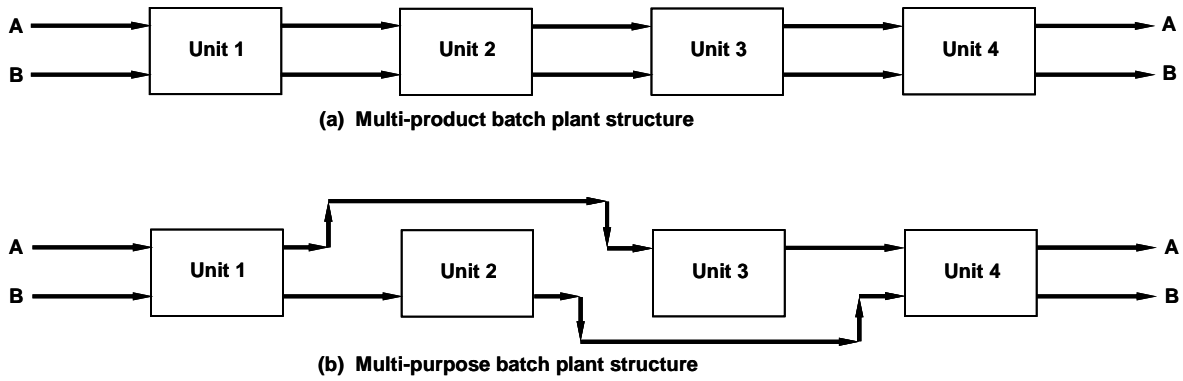 A Unit 1 Unit 2 Unit 3 Unit 4 A
B B
(a) Multi-product batch plant structure
A Unit 1 Unit 2 Unit 3 Unit 4 A
B B
(b) Multi-purpose batch plant structure